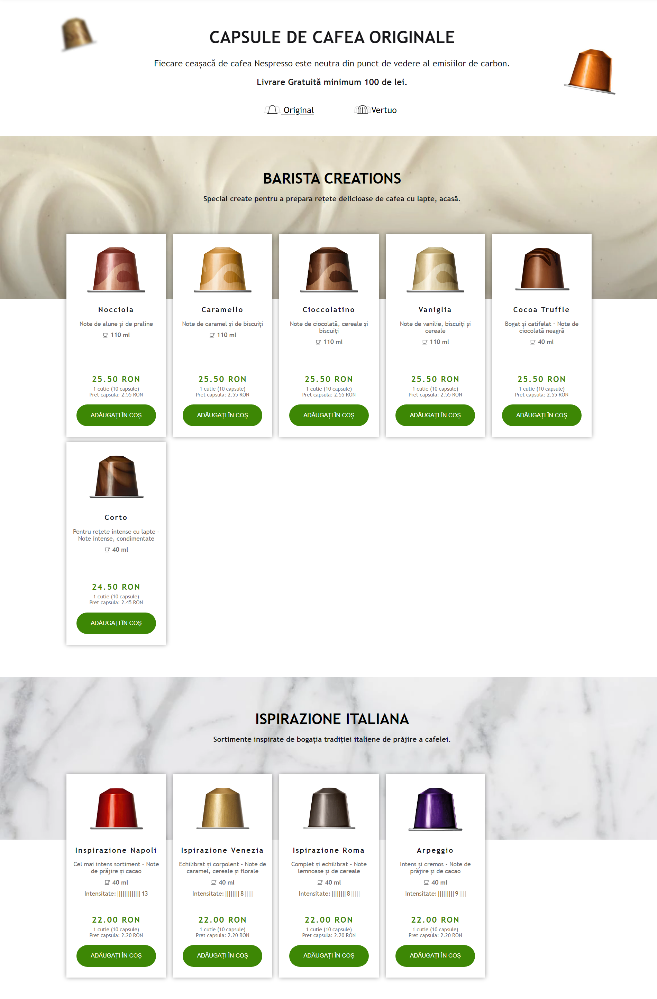 CAPSULE DE CAFEA ORIGINALE
Fiecare ceașacă de cafea Nespresso este neutra din punct de vedere al emisiilor de carbon.
Livrare Gratuită minimum 100 de lei.
Original
Vertuo
BARISTA CREATIONS
Special create pentru a prepara rețete delicioase de cafea cu lapte, acasă.
Nocciola
Note de alune și de praline
110 ml
25.50 RON
1 cutie (10 capsule)
Pret capsula: 2.55 RON
ADĂUGAȚI ÎN COȘ
Caramello
Note de caramel și de biscuiți
110 ml
25.50 RON
1 cutie (10 capsule)
Pret capsula: 2.55 RON
ADĂUGAȚI ÎN COȘ
Cioccolatino
Note de ciocolată, cereale și
biscuiți
110 ml
25.50 RON
1 cutie (10 capsule)
Pret capsula: 2.55 RON
ADĂUGAȚI ÎN COȘ
Vaniglia
Note de vanilie, biscuiți și
cereale
110 ml
25.50 RON
1 cutie (10 capsule)
Pret capsula: 2.55 RON
ADĂUGAȚI ÎN COȘ
Cocoa Truffle
Bogat și catifelat – Note de
ciocolată neagră
40 ml
25.50 RON
1 cutie (10 capsule)
Pret capsula: 2.55 RON
ADĂUGAȚI ÎN COȘ
Corto
Pentru rețete intense cu lapte -
Note intense, condimentate
40 ml
24.50 RON
1 cutie (10 capsule)
Pret capsula: 2.45 RON
ADĂUGAȚI ÎN COȘ
ISPIRAZIONE ITALIANA
Sortimente inspirate de bogația tradiției italiene de prăjire a cafelei.
Inspirazione Napoli
Cel mai intens sortiment – Note
de prăjire și cacao
40 ml
Intensitate: 13
22.00 RON
1 cutie (10 capsule)
Pret capsula: 2.20 RON
ADĂUGAȚI ÎN COȘ
Ispirazione Venezia
Echilibrat și corpolent - Note de
caramel, cereale și florale
40 ml
Intensitate: 8
22.00 RON
1 cutie (10 capsule)
Pret capsula: 2.20 RON
ADĂUGAȚI ÎN COȘ
Ispirazione Roma
Complet și echilibrat - Note
lemnoase și de cereale
40 ml
Intensitate: 8
22.00 RON
1 cutie (10 capsule)
Pret capsula: 2.20 RON
ADĂUGAȚI ÎN COȘ
Arpeggio
Intens și cremos - Note de
prăjire și de cacao
40 ml
Intensitate: 9
22.00 RON
1 cutie (10 capsule)
Pret capsula: 2.20 RON
ADĂUGAȚI ÎN COȘ